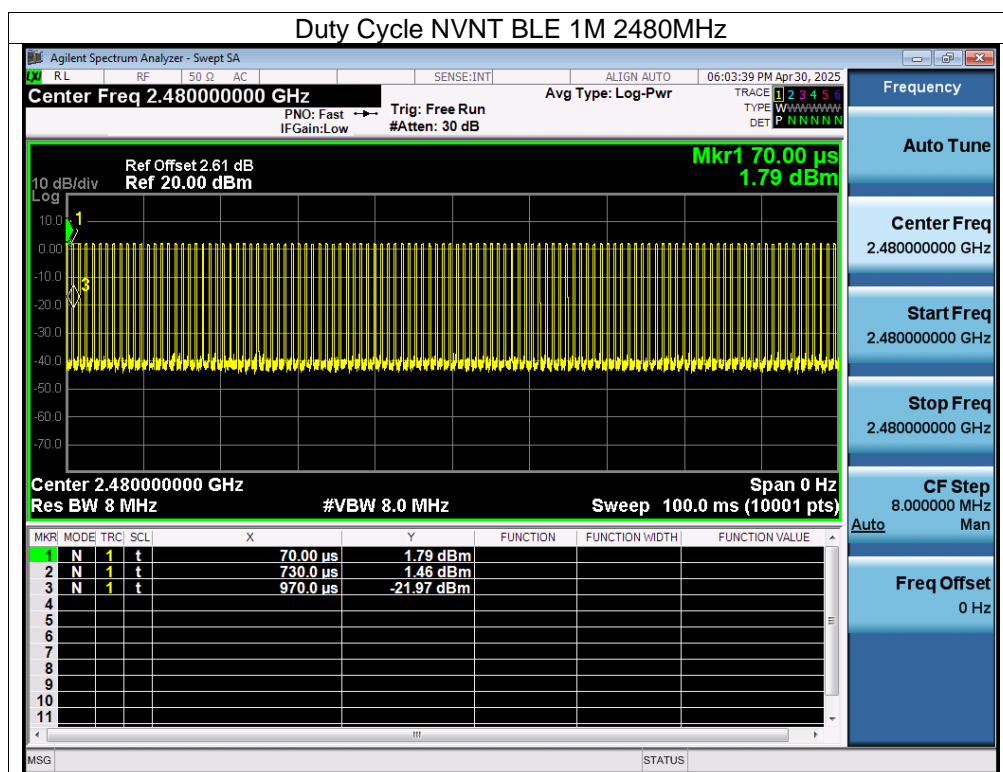 Duty Cycle NVNT BLE 1M 2480MHz
Agilent Spectrum Analyzer - Swept SA
LXI RL RF 50 Ω AC SENSE:INT ALIGN AUTO 06:03:39 PM Apr 30, 2025
Center Freq 2.480000000 GHz
PNO: Fast
IFGain:Low
Trig: Free Run
#Atten: 30 dB
Avg Type: Log-Pwr
TRACE 1 2 3 4 5 6
TYPE WWWWWW
DET P N N N N N
Frequency
Auto Tune
Center Freq
2.480000000 GHz
Start Freq
2.480000000 GHz
Stop Freq
2.480000000 GHz
CF Step
8.000000 MHz
Auto Man
Freq Offset
0 Hz
Ref Offset 2.61 dB
10 dB/div Ref 20.00 dBm
Log
Mkr1 70.00 µs
1.79 dBm
10.0
0.00
-10.0
-20.0
-30.0
-40.0
-50.0
-60.0
-70.0
1
3
Center 2.480000000 GHz Span 0 Hz
Res BW 8 MHz #VBW 8.0 MHz Sweep 100.0 ms (10001 pts)
MKR MODE TRC SCL X Y FUNCTION FUNCTION WIDTH FUNCTION VALUE
1 N 1 t 70.00 µs 1.79 dBm
2 N 1 t 730.0 µs 1.46 dBm
3 N 1 t 970.0 µs -21.97 dBm
4
5
6
7
8
9
10
11
MSG STATUS